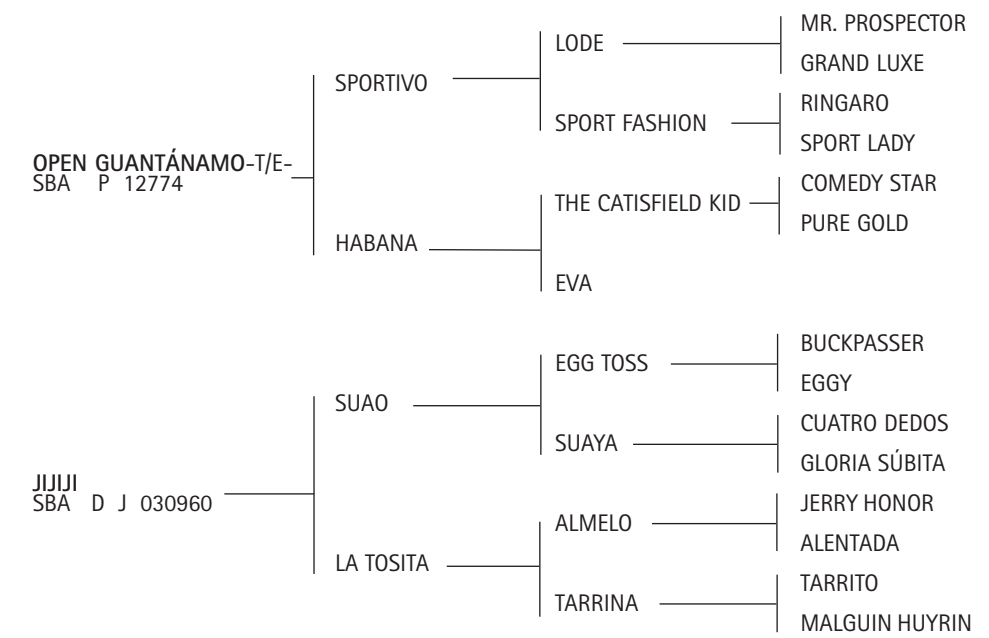 MR. PROSPECTOR
LODE
GRAND LUXE
SPORTIVO
RINGARO
SPORT FASHION
SPORT LADY
OPEN GUANTÁNAMO-T/E-
SBA P 12774
COMEDY STAR
THE CATISFIELD KID
PURE GOLD
HABANA
EVA
BUCKPASSER
EGG TOSS
EGGY
SUAO
CUATRO DEDOS
SUAYA
GLORIA SÚBITA
JIJIJI
SBA D J 030960
JERRY HONOR
ALMELO
ALENTADA
LA TOSITA
TARRITO
TARRINA
MALGUIN HUYRIN